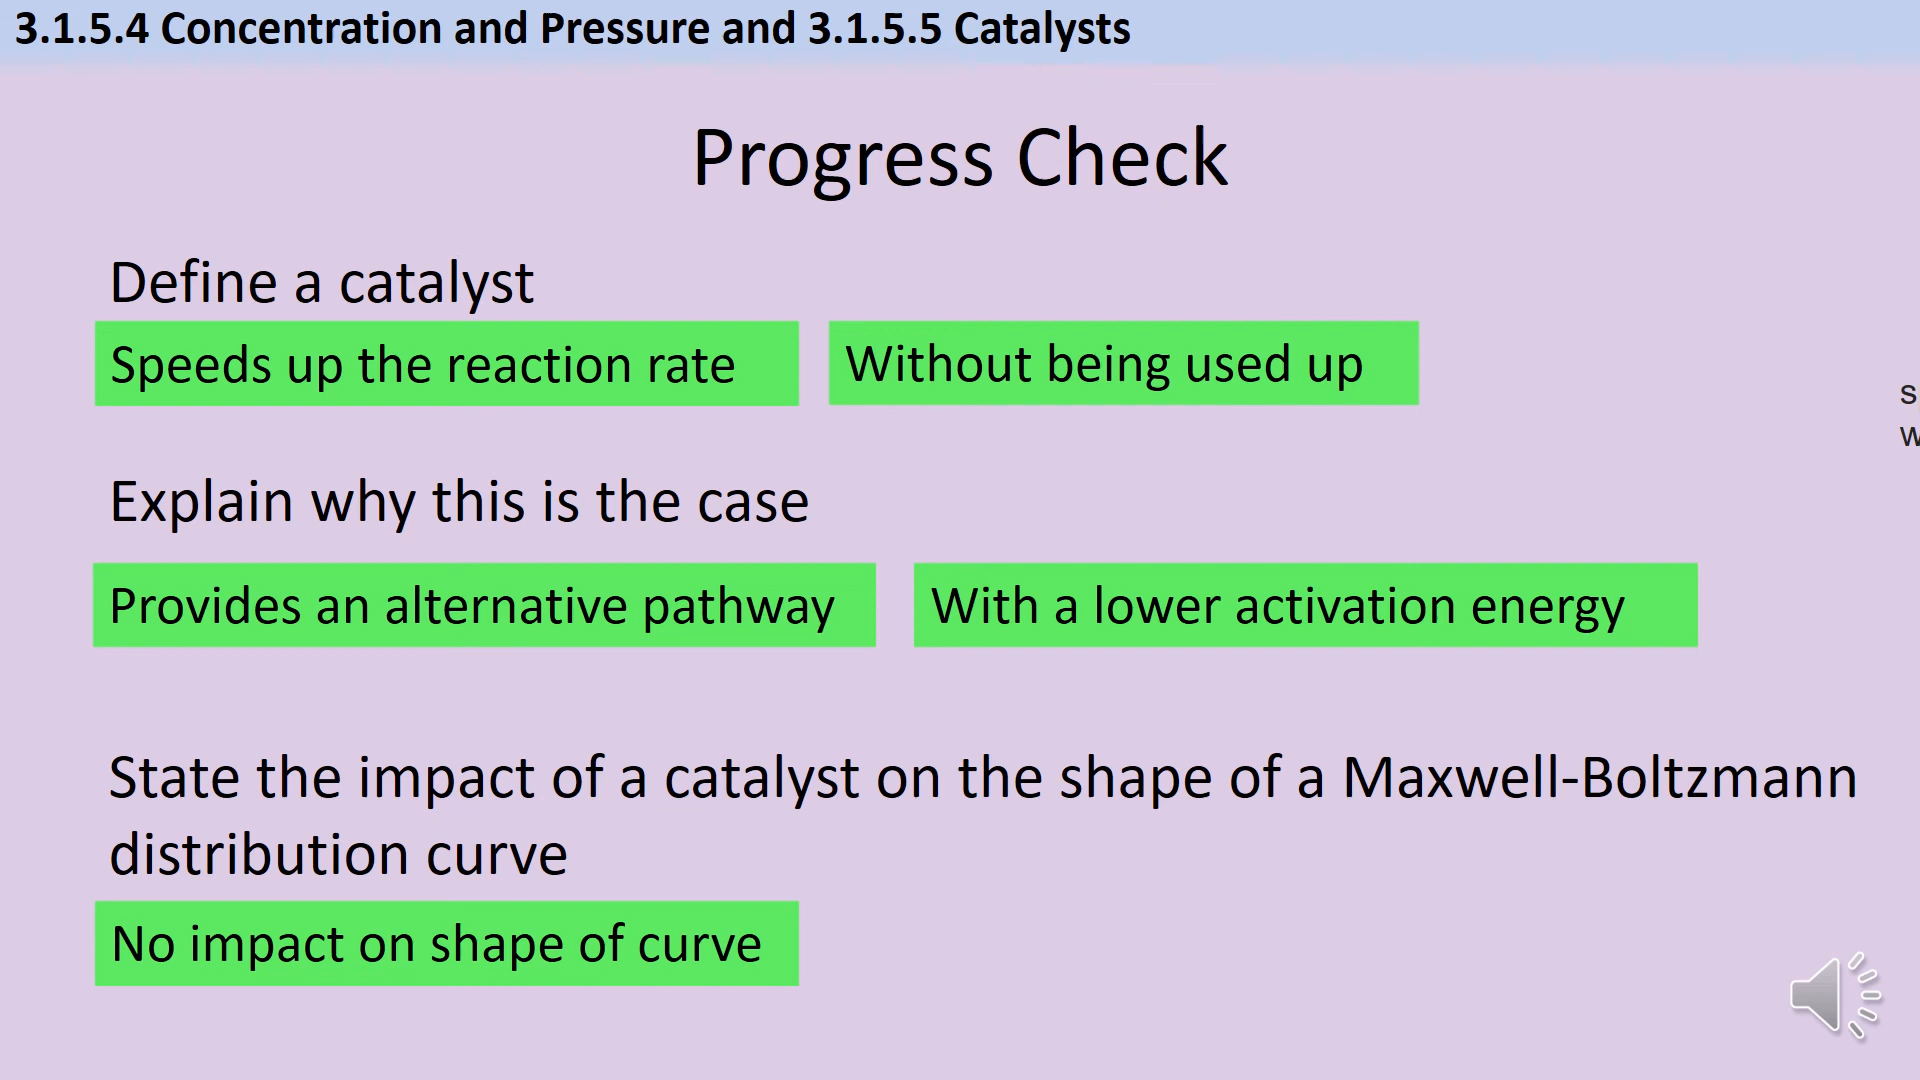 3.1.5.4 Concentration and Pressure and 3.1.5.5 Catalysts
Progress Check
Define a catalyst
Speeds up the reaction rate
Without being used up
Explain why this is the case
Provides an alternative pathway
With a lower activation energy
State the impact of a catalyst on the shape of a Maxwell-Boltzmann
distribution curve
No impact on shape of curve